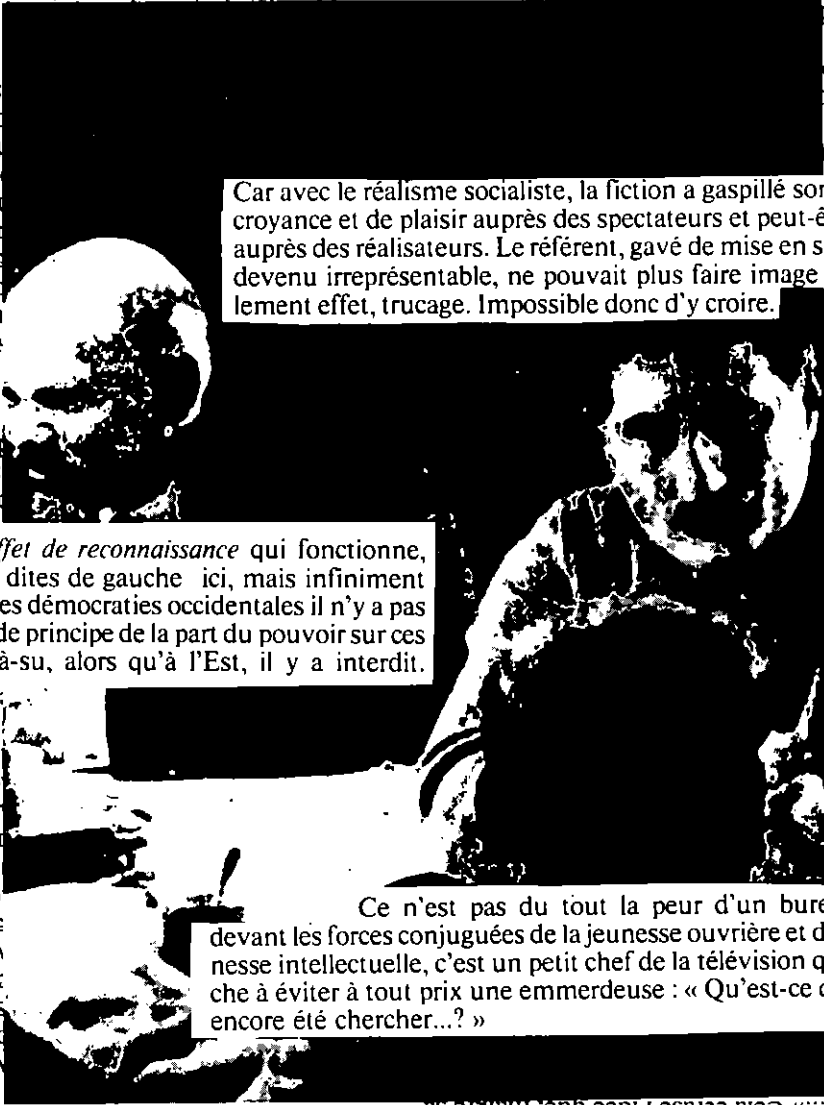 Car avec le réalisme socialiste, la fiction a gaspillé son
croyance et de plaisir auprès des spectateurs et peut-ê
auprès des réalisateurs. Le référent, gavé de mise en s
devenu irreprésentable, ne pouvait plus faire image
lement effet, trucage. Impossible donc d'y croire.
ffet de reconnaissance qui fonctionne,
dites de gauche ici, mais infiniment
es démocraties occidentales il n'y a pas
de principe de la part du pouvoir sur ces
à-su, alors qu'à l'Est, il y a interdit.
Ce n'est pas du tout la peur d'un buré
devant les forces conjuguées de la jeunesse ouvrière et d
nesse intellectuelle, c'est un petit chef de la télévision q
che à éviter à tout prix une emmerdeuse : « Qu'est-ce
encore été chercher...? »